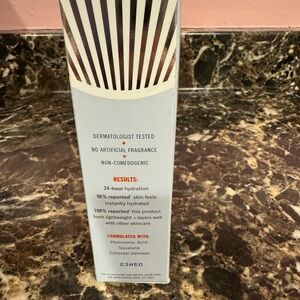 DERMATOLOGIST TESTED
★
NO ARTIFICIAL FRAGRANCE
★
NON-COMEDOGENIC
RESULTS:
24-hour hydration
96% reported* skin feels
instantly hydrated
100% reported* this product
feels lightweight + layers well
with other skincare
FORMULATED WITH:
Hyaluronic Acid
Squalane
Colloidal Oatmeal
23A50